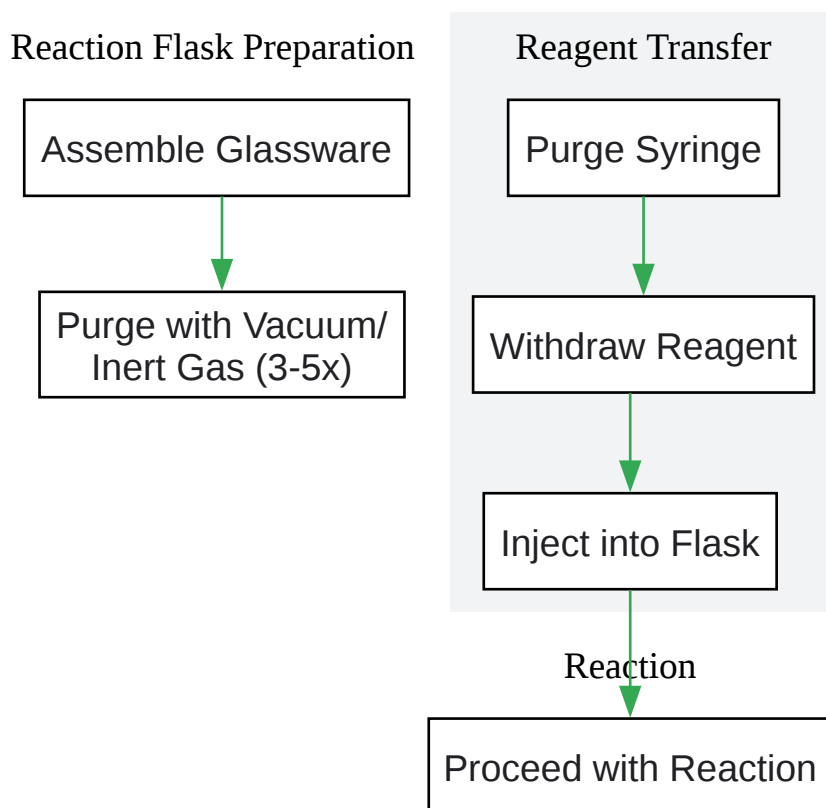 Reaction Flask Preparation
Assemble Glassware
Purge with Vacuum/
Inert Gas (3-5x)
Reagent Transfer
Purge Syringe
Withdraw Reagent
Inject into Flask
Reaction
Proceed with Reaction